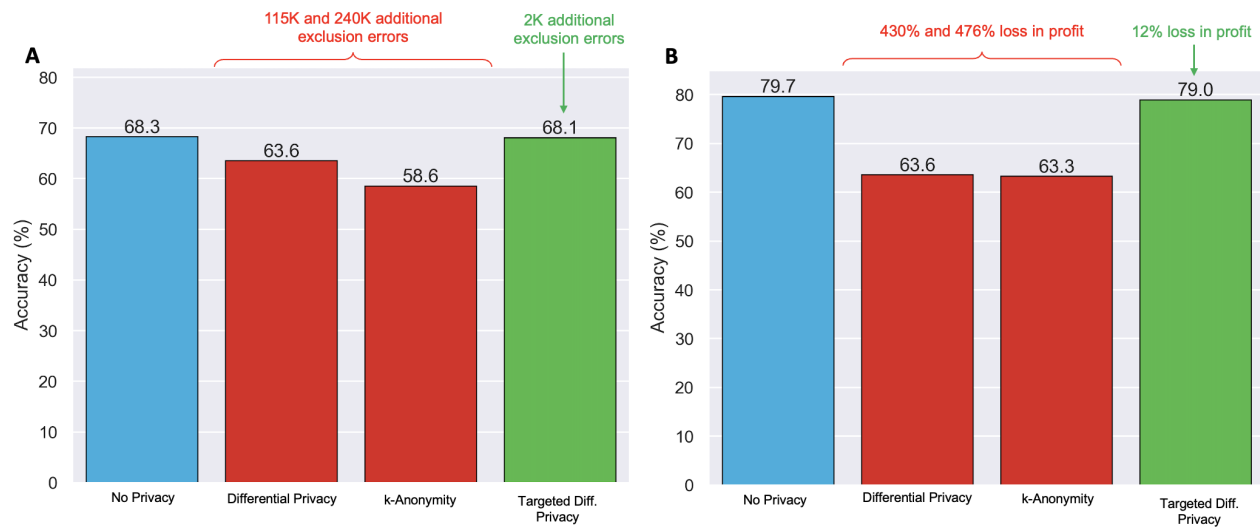 115K and 240K additional
exclusion errors
2K additional
exclusion errors
A
80
70
60
50
40
30
20
10
0
Accuracy (%)
68.3
63.6
58.6
68.1
No Privacy
Differential Privacy
k-Anonymity
Targeted Diff.
Privacy
430% and 476% loss in profit
12% loss in profit
B
80
70
60
50
40
30
20
10
0
Accuracy (%)
79.7
63.6
63.3
79.0
No Privacy
Differential Privacy
k-Anonymity
Targeted Diff.
Privacy